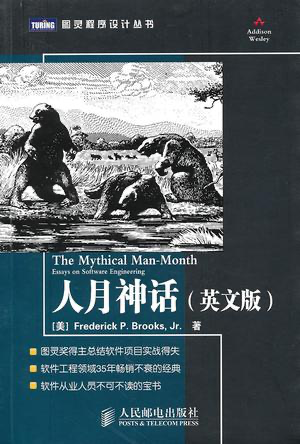 TURING
图灵程序设计丛书
Addison
Wesley
The Mythical Man-Month
Essays on Software Engineering
人月神话（英文版）
[美] Frederick P. Brooks, Jr. 著
图灵奖得主总结软件项目实战得失
软件工程领域35年畅销不衰的经典
软件从业人员不可不读的宝书
人民邮电出版社
POSTS & TELECOM PRESS